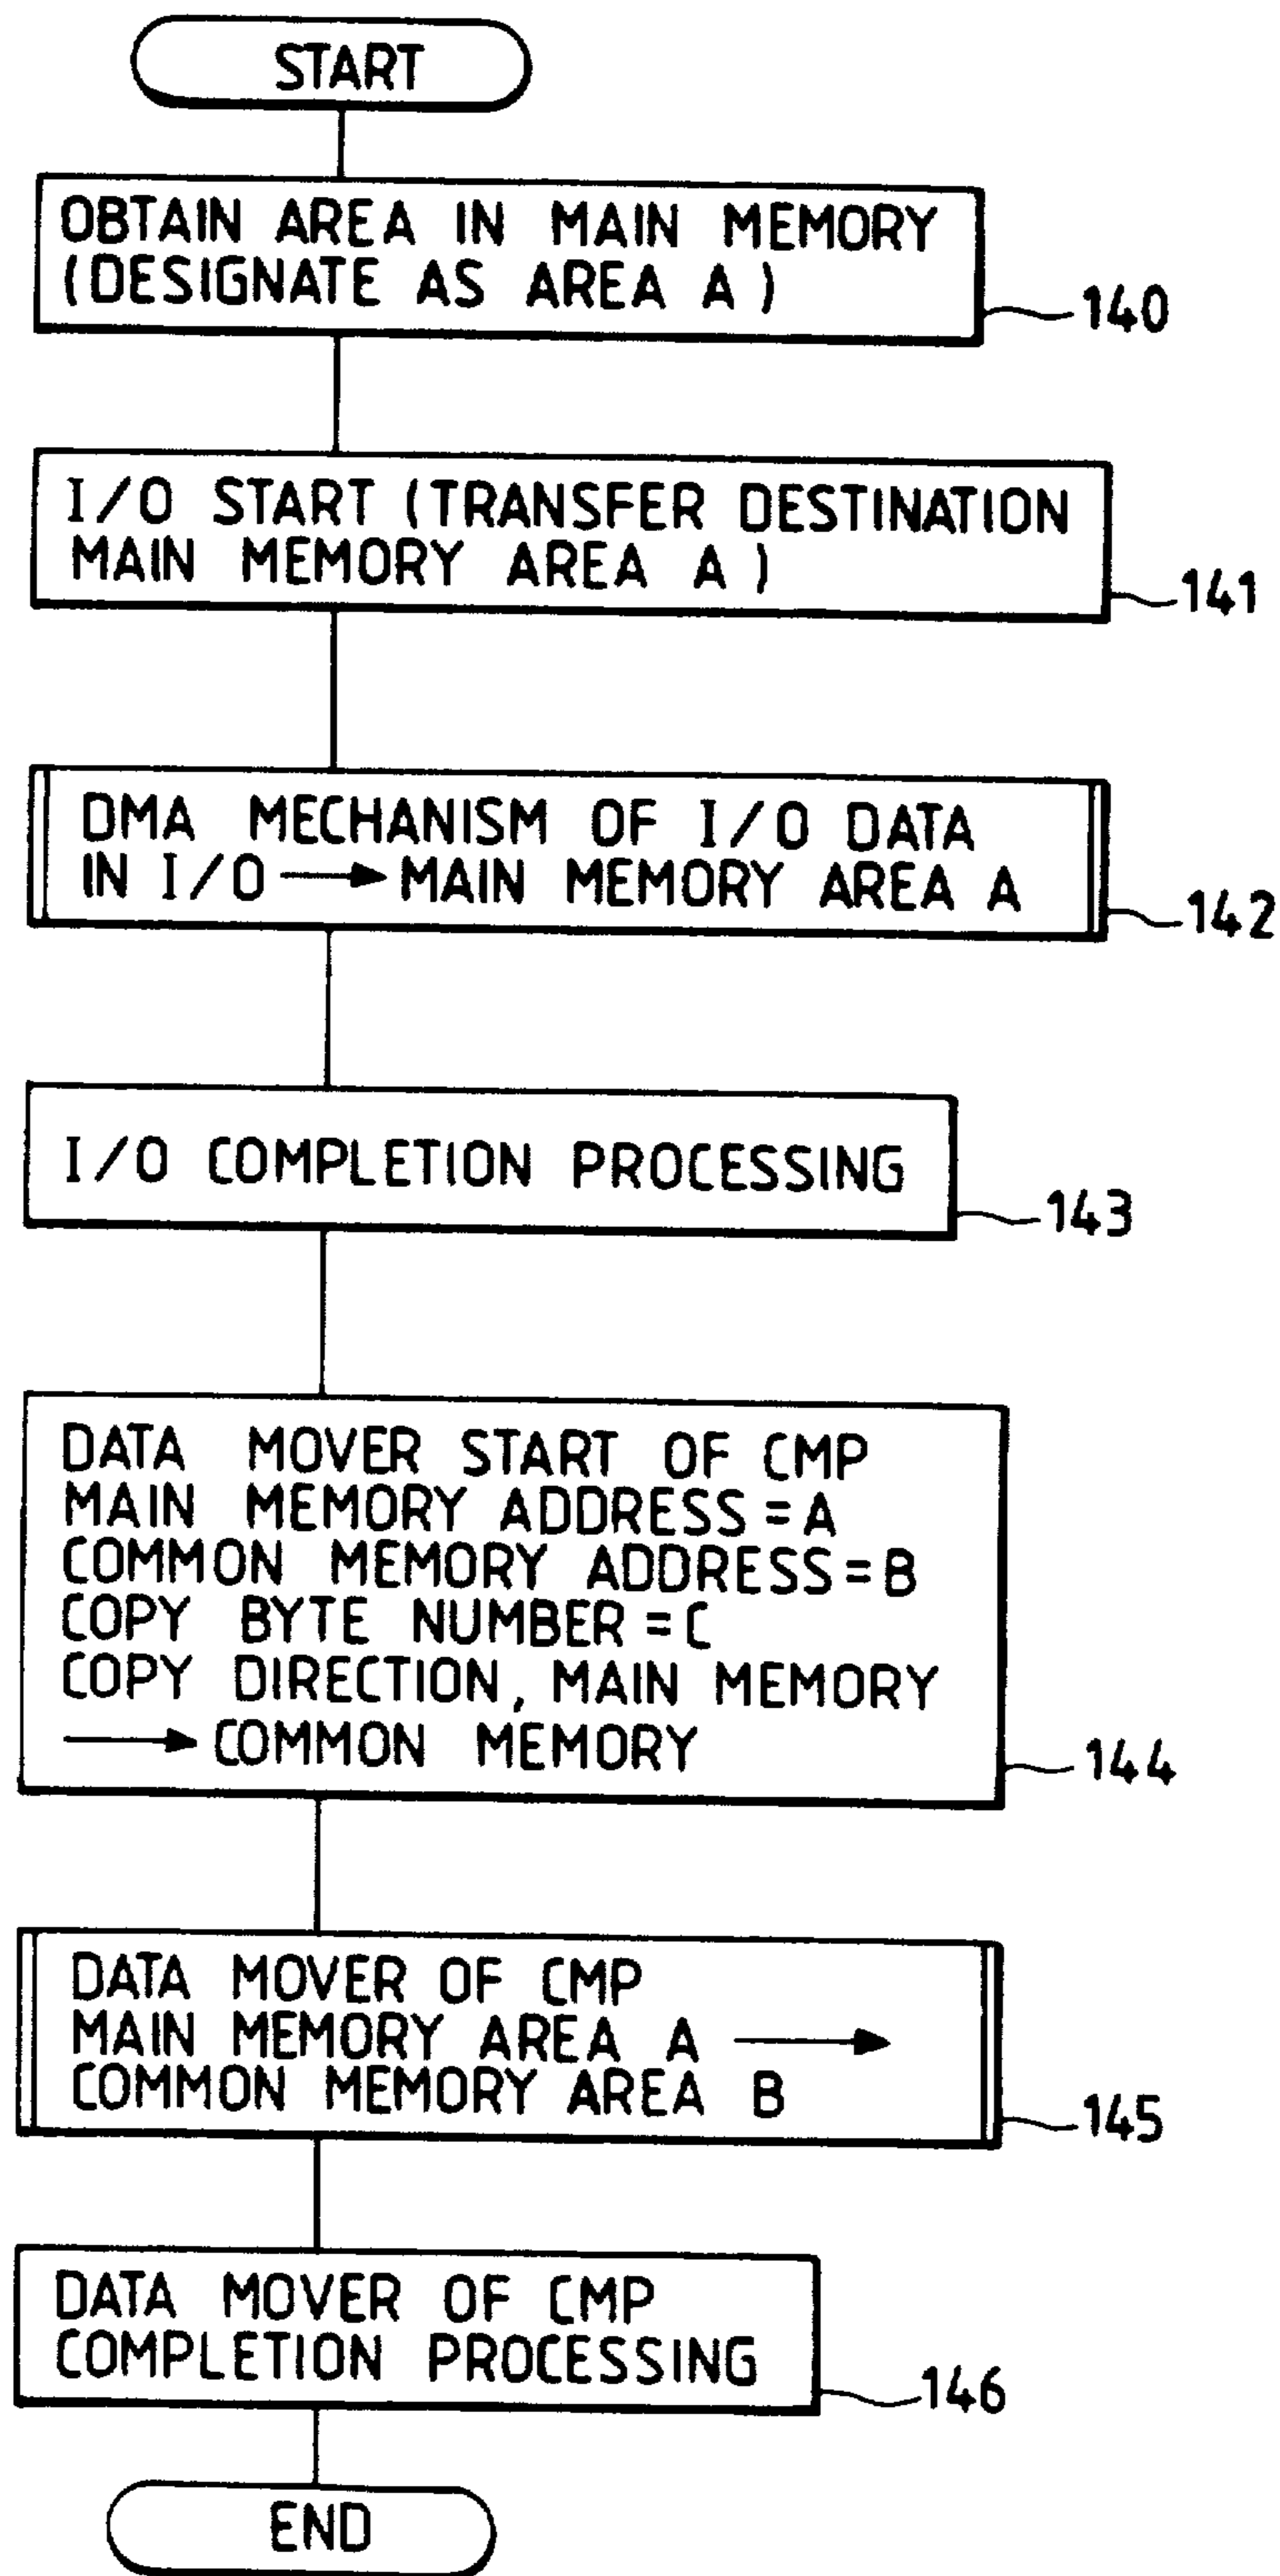 START
OBTAIN AREA IN MAIN MEMORY
(DESIGNATE AS AREA A)
140
I/O START (TRANSFER DESTINATION
MAIN MEMORY AREA A)
141
DMA MECHANISM OF I/O DATA
IN I/O → MAIN MEMORY AREA A
142
I/O COMPLETION PROCESSING
143
DATA MOVER START OF CMP
MAIN MEMORY ADDRESS = A
COMMON MEMORY ADDRESS = B
COPY BYTE NUMBER = C
COPY DIRECTION, MAIN MEMORY
→ COMMON MEMORY
144
DATA MOVER OF CMP
MAIN MEMORY AREA A →
COMMON MEMORY AREA B
145
DATA MOVER OF CMP
COMPLETION PROCESSING
146
END